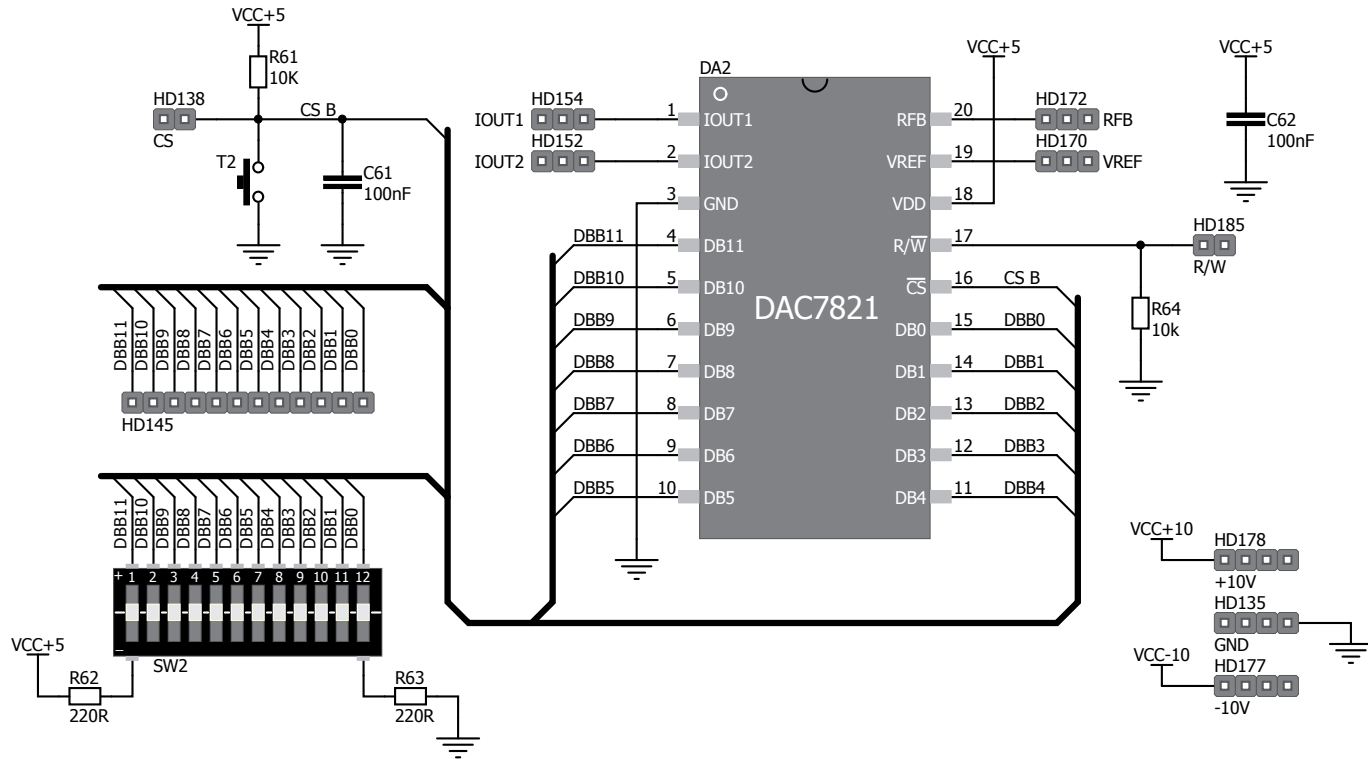 VCC+5
R61
10K
HD138
CS
CS B
T2
C61
100nF
DBB11
DBB10
DBB9
DBB8
DBB7
DBB6
DBB5
DBB4
DBB3
DBB2
DBB1
DBB0
HD145
DBB11
DBB10
DBB9
DBB8
DBB7
DBB6
DBB5
DBB4
DBB3
DBB2
DBB1
DBB0
+ 1 2 3 4 5 6 7 8 9 10 11 12
_
SW2
VCC+5
R62
220R
R63
220R
DA2
HD154
IOUT1
HD152
IOUT2
1 IOUT1
2 IOUT2
3 GND
DBB11 4 DB11
DBB10 5 DB10
DBB9 6 DB9
DBB8 7 DB8
DBB7 8 DB7
DBB6 9 DB6
DBB5 10 DB5
DAC7821
VCC+5
RFB 20
VREF 19
VDD 18
R/W 17
CS 16 CS B
DB0 15 DBB0
DB1 14 DBB1
DB2 13 DBB2
DB3 12 DBB3
DB4 11 DBB4
HD172
RFB
HD170
VREF
VCC+5
C62
100nF
HD185
R/W
R64
10k
VCC+10
HD178
+10V
HD135
GND
VCC-10
HD177
-10V